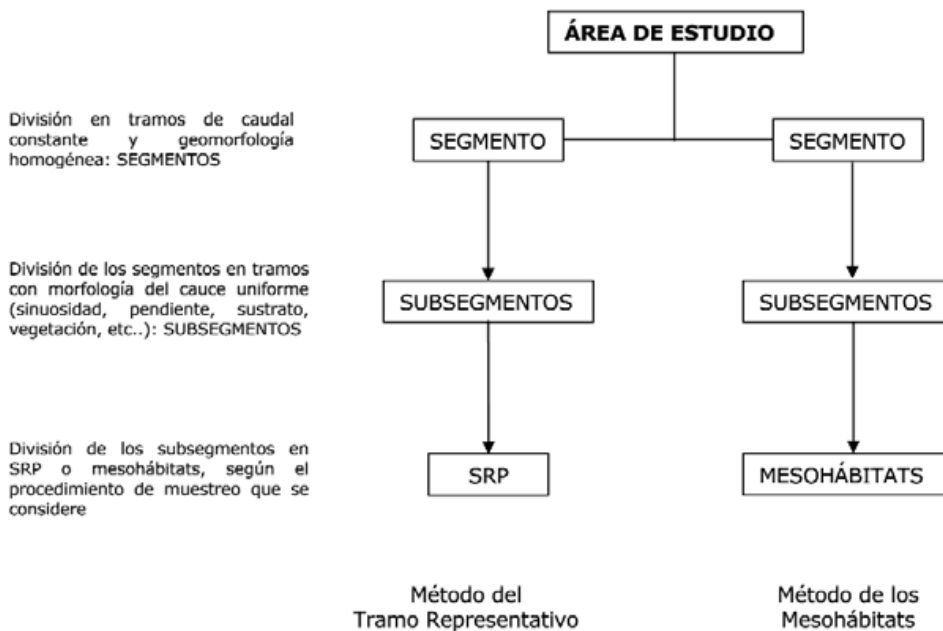 ÁREA DE ESTUDIO
División en tramos de caudal
constante y geomorfología
homogénea: SEGMENTOS
SEGMENTO
SEGMENTO
División de los segmentos en tramos
con morfología del cauce uniforme
(sinuosidad, pendiente, sustrato,
vegetación, etc..): SUBSEGMENTOS
SUBSEGMENTOS
SUBSEGMENTOS
División de los subsegmentos en
SRP o mesohábitats, según el
procedimiento de muestreo que se
considere
SRP
MESOHÁBITATS
Método del
Tramo Representativo
Método de los
Mesohábitats